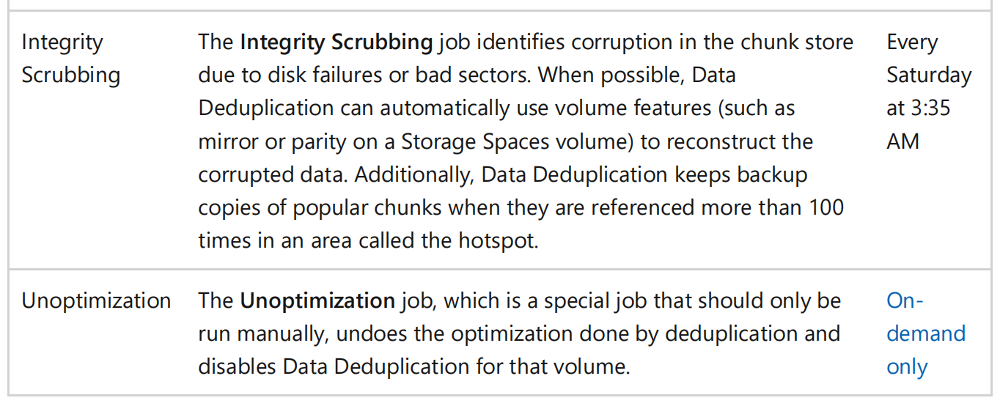 Integrity
Scrubbing
The Integrity Scrubbing job identifies corruption in the chunk store
due to disk failures or bad sectors. When possible, Data
Deduplication can automatically use volume features (such as
mirror or parity on a Storage Spaces volume) to reconstruct the
corrupted data. Additionally, Data Deduplication keeps backup
copies of popular chunks when they are referenced more than 100
times in an area called the hotspot.
Every
Saturday
at 3:35
AM
Unoptimization
The Unoptimization job, which is a special job that should only be
run manually, undoes the optimization done by deduplication and
disables Data Deduplication for that volume.
On-
demand
only